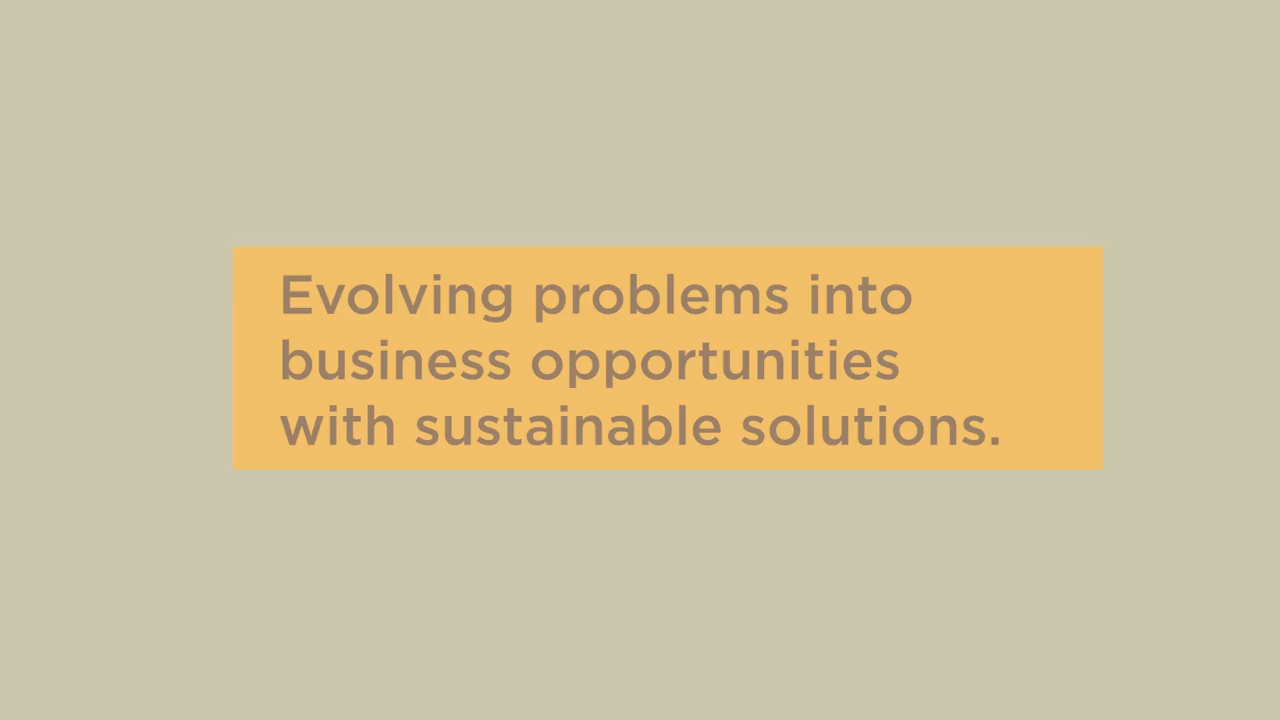 Evolving problems into
business opportunities
with sustainable solutions.